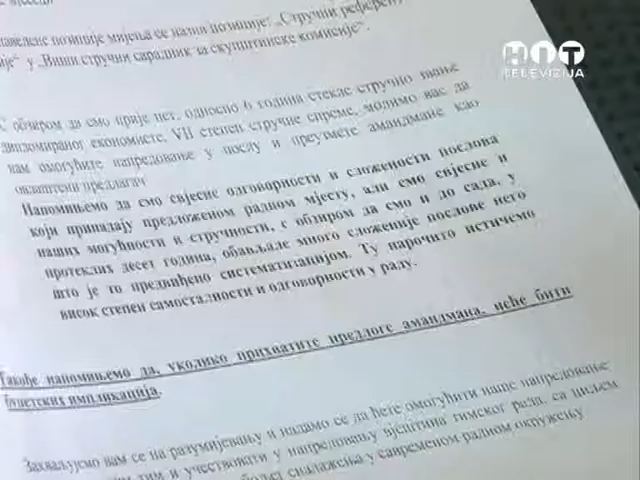 наведене позиције мијења се назив позиције: „Стручни референт
у „Виши стручни сарадник за скупштинске комисије“.
HIT
TELEVIZIJA
С обзиром да смо прије пет, односно 6 година стекле стручно звање
дипломираног економисте, VII степен стручне спреме, молимо вас да
нам омогућите напредовање у послу и преузмете амандмане као
овлаштени предлагач
Напомињемо да смо свјесне одговорности и сложености послова
који припадају предложеном радном мјесту, али смо свјесне и
наших могућности и стручности, с обзиром да смо и до сада, у
протеклих десет година, обављале много сложеније послове него
што је то предвиђено систематизацијом. Ту нарочито истичемо
висок степен самосталности и одговорности у раду.
Такође напомињемо да, уколико прихватите предлоге амандмана, неће бити
буџетских импликација.
Захваљујемо вам се на разумијевању и надамо се да ћете омогућити наше напредовање
тим и учествовати у напредовању вјештина тимског рада, са циљем
бољег сналажења у савременом радном окружењу